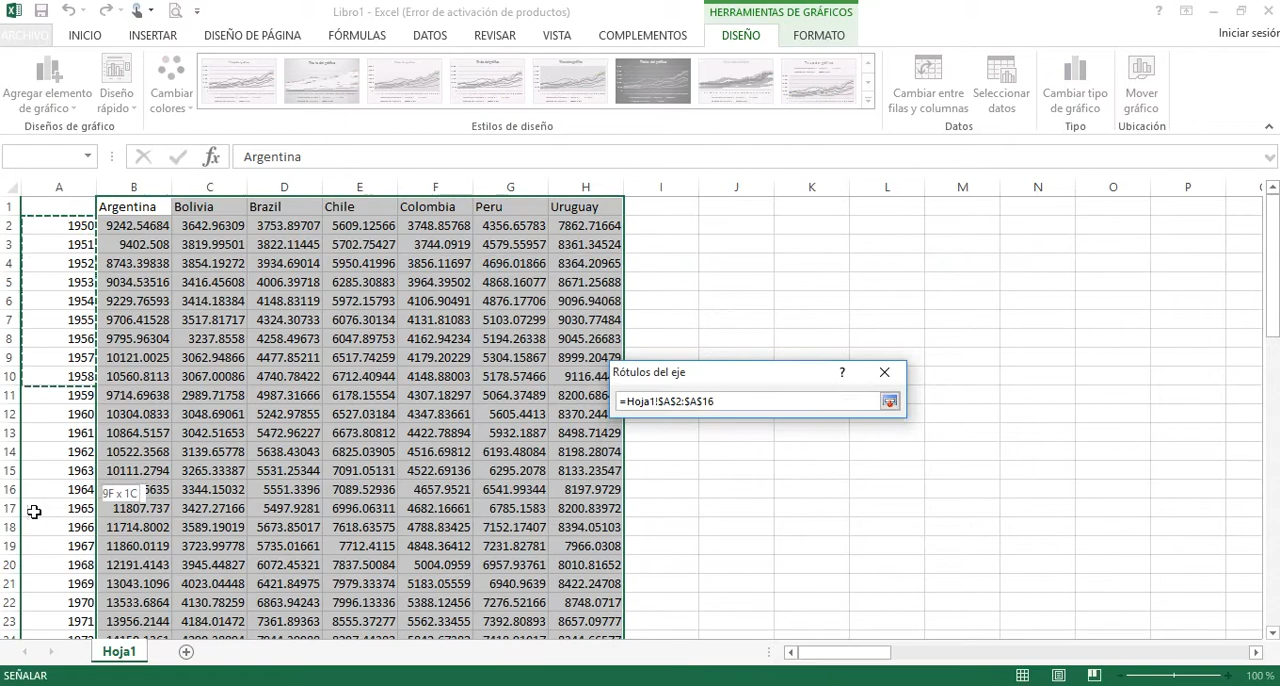 Libro1 - Excel (Error de activación de productos)
HERRAMIENTAS DE GRÁFICOS
?
ARCHIVO INICIO INSERTAR DISEÑO DE PÁGINA FÓRMULAS DATOS REVISAR VISTA COMPLEMENTOS DISEÑO FORMATO Iniciar sesión
Agregar elemento de gráfico
Diseño rápido
Cambiar colores
Cambiar entre filas y columnas
Seleccionar datos
Cambiar tipo de gráfico
Mover gráfico
Diseños de gráfico Estilos de diseño Datos Tipo Ubicación
fx Argentina
A B C D E F G H I J K L M N O P
1 Argentina Bolivia Brazil Chile Colombia Peru Uruguay
2 1950 9242.54684 3642.96309 3753.89707 5609.12566 3748.85768 4356.65783 7862.71664
3 1951 9402.508 3819.99501 3822.11445 5702.75427 3744.0919 4579.55957 8361.34524
4 1952 8743.39838 3854.19272 3934.69014 5950.41996 3856.11697 4696.01866 8364.20965
5 1953 9034.53516 3416.45608 4006.39718 6285.30883 3964.39502 4868.16077 8671.25688
6 1954 9229.76593 3414.18384 4148.83119 5972.15793 4106.90491 4876.17706 9096.94068
7 1955 9706.41528 3517.81717 4324.30733 6076.30134 4131.81083 5103.07299 9030.77484
8 1956 9795.96304 3237.8558 4258.49673 6047.89753 4162.94234 5194.26338 9045.26683
9 1957 10121.0025 3062.94866 4477.85211 6517.74259 4179.20229 5304.15867 8999.20479
10 1958 10560.8113 3067.00086 4740.78422 6712.40944 4148.88003 5178.57466 9116.44
11 1959 9714.69638 2989.71758 4987.31666 6178.15554 4307.18297 5064.37489 8200.686
12 1960 10304.0833 3048.69061 5242.97855 6527.03184 4347.83661 5605.4413 8370.244
13 1961 10864.5157 3042.51653 5472.96227 6673.80812 4422.78894 5932.1887 8498.71429
14 1962 10522.3568 3139.65778 5638.43043 6825.03905 4516.69812 6193.48084 8198.28074
15 1963 10111.2794 3265.33387 5531.25344 7091.05131 4522.69136 6295.2078 8133.23547
16 1964 5635 3344.15032 5551.3396 7089.52936 4657.9521 6541.99344 8197.9729
17 1965 11807.737 3427.27166 5497.9281 6996.06311 4682.16661 6785.1583 8200.83972
18 1966 11714.8002 3589.19019 5673.85017 7618.63575 4788.83425 7152.17407 8394.05103
19 1967 11860.0119 3723.99778 5735.01661 7712.4115 4848.36412 7231.82781 7966.0308
20 1968 12191.4143 3945.44827 6072.45321 7837.50084 5004.0959 6957.93761 8010.81652
21 1969 13043.1096 4023.04448 6421.84975 7979.33374 5183.05559 6940.9639 8422.24708
22 1970 13533.6864 4130.78259 6863.94243 7996.13336 5388.12456 7276.52166 8748.0717
23 1971 13956.2144 4184.01472 7361.89363 8555.37277 5562.33455 7392.80893 8657.09777
9F x 1C
Rótulos del eje ?
=Hoja1!$A$2:$A$16
Hoja1
SEÑALAR
100 %